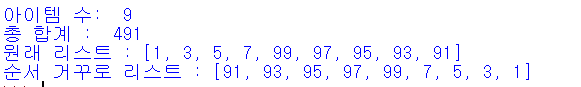 아이템 수:  9
총 합계 :  491
원래 리스트 : [1, 3, 5, 7, 99, 97, 95, 93, 91]
순서 거꾸로 리스트 : [91, 93, 95, 97, 99, 7, 5, 3, 1]